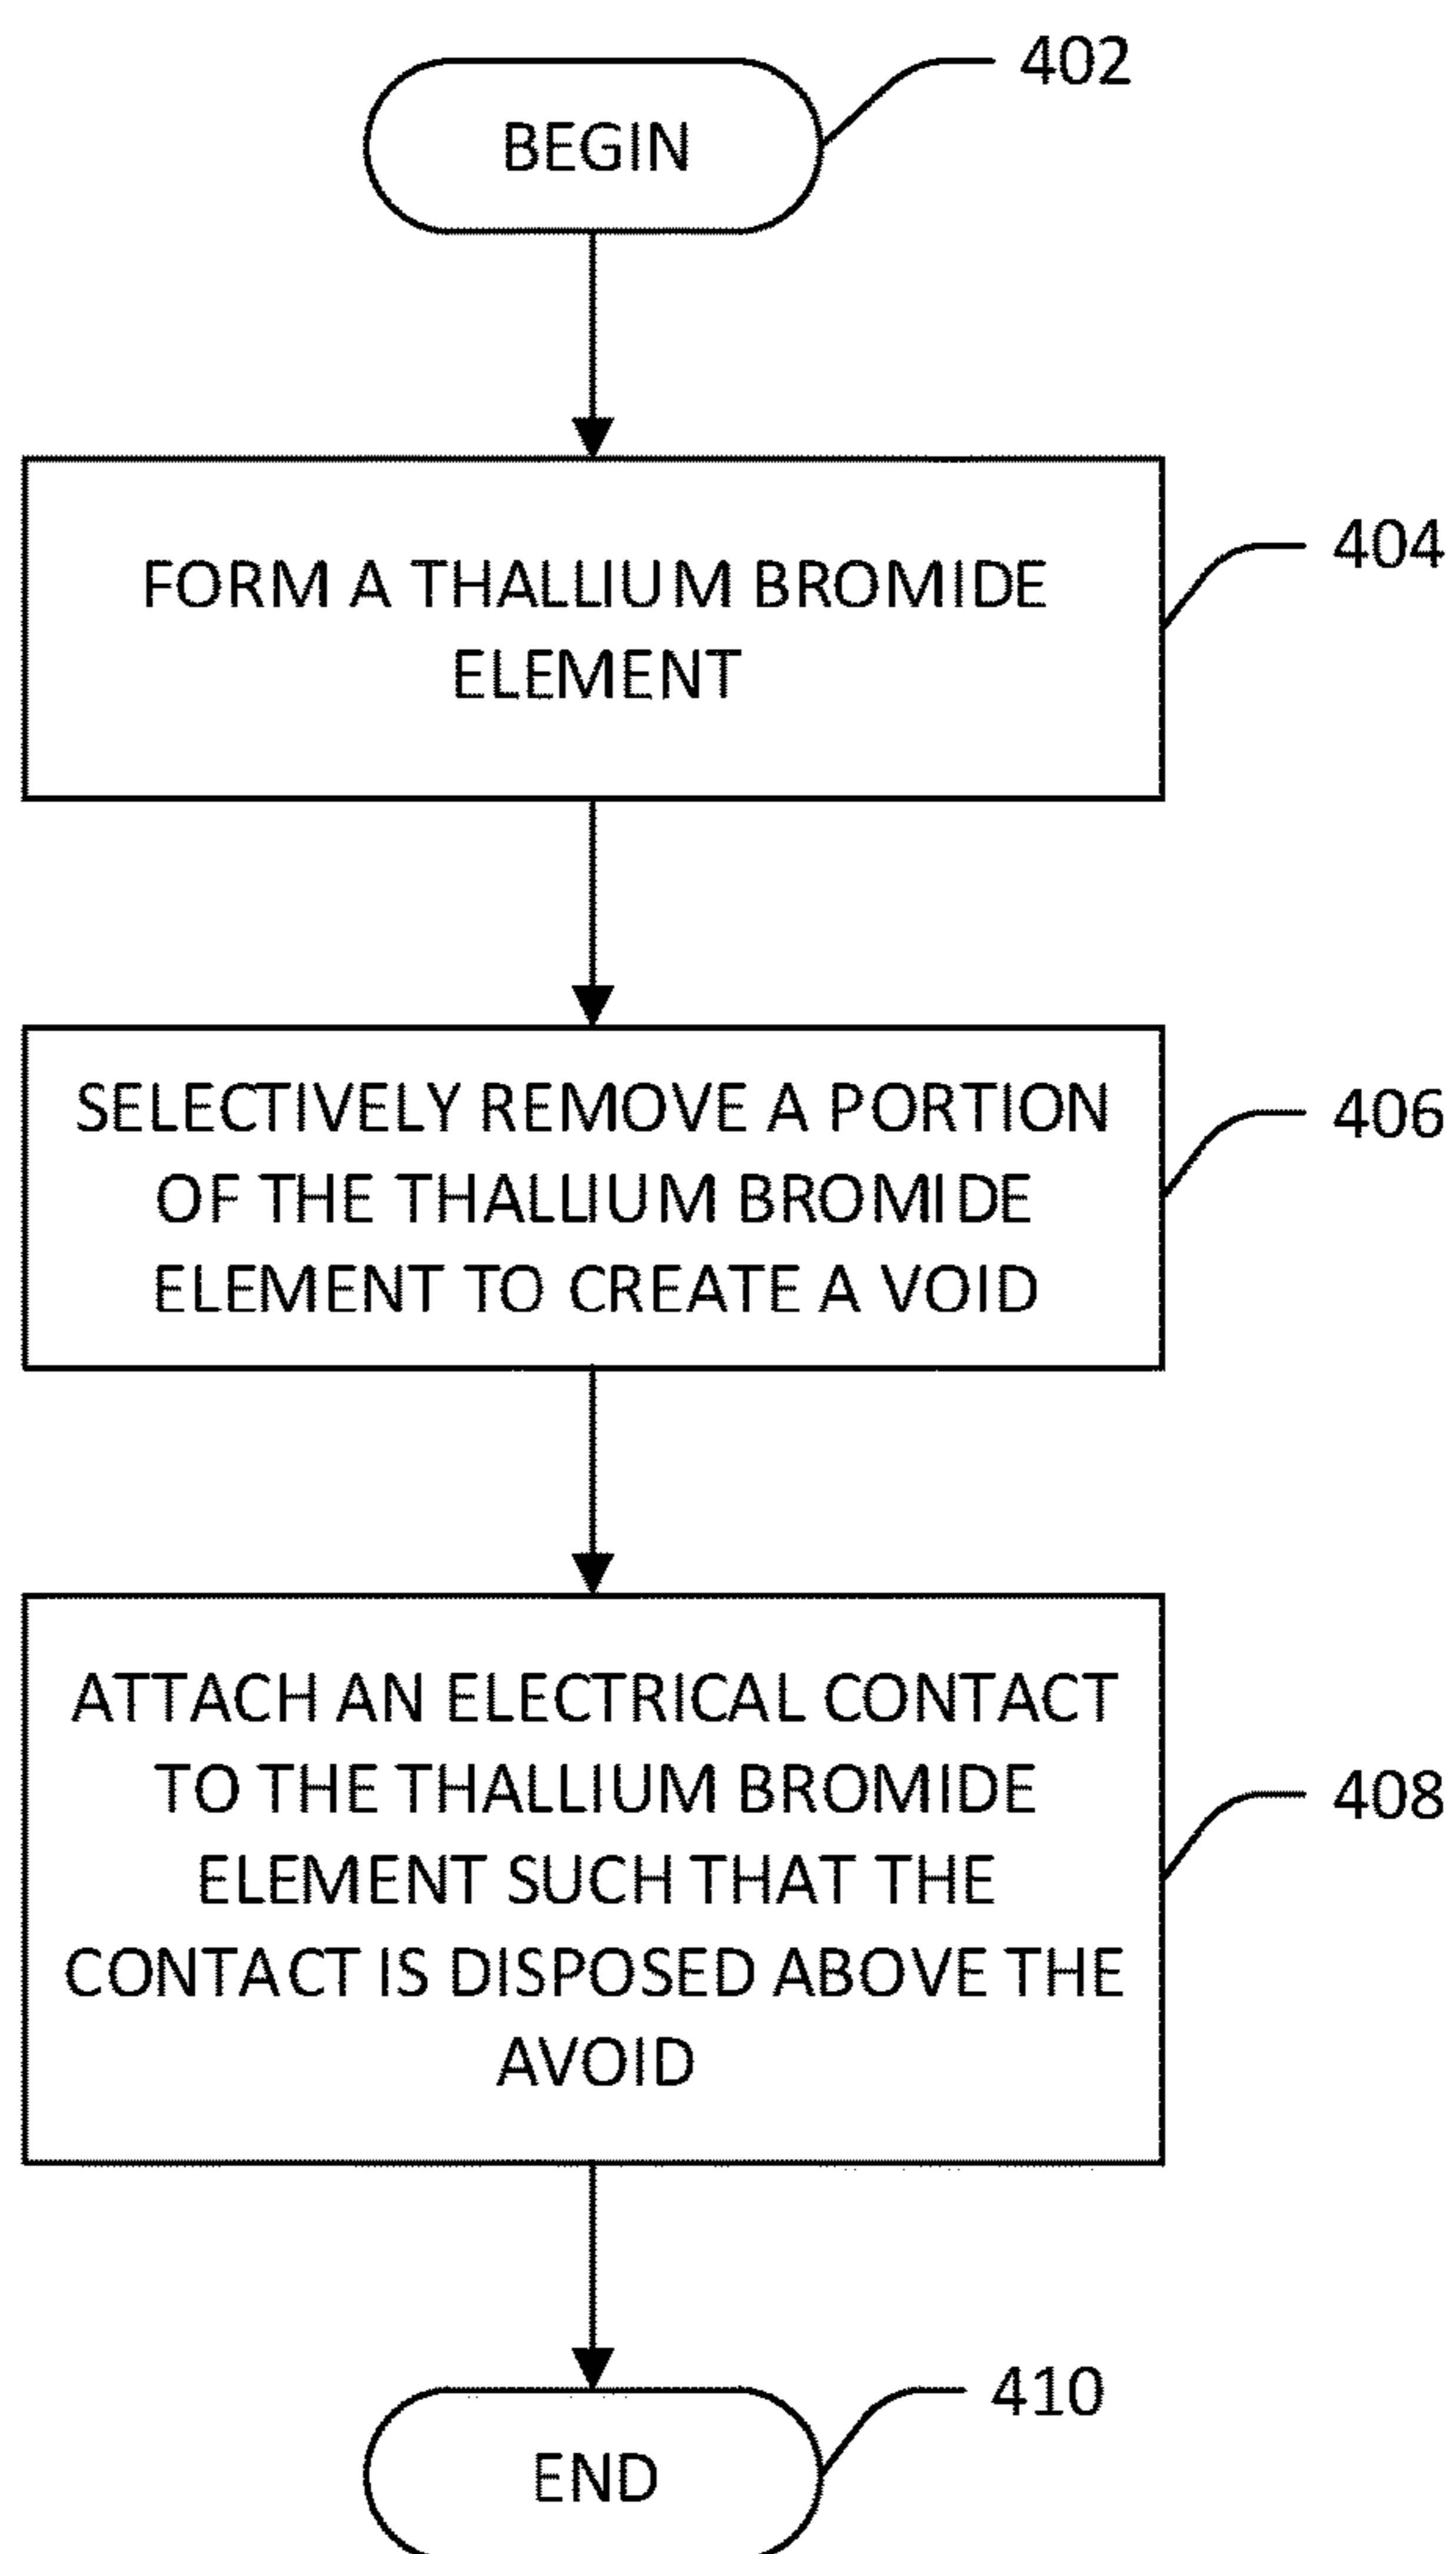 402
BEGIN
404
FORM A THALLIUM BROMIDE
ELEMENT
406
SELECTIVELY REMOVE A PORTION
OF THE THALLIUM BROMIDE
ELEMENT TO CREATE A VOID
408
ATTACH AN ELECTRICAL CONTACT
TO THE THALLIUM BROMIDE
ELEMENT SUCH THAT THE
CONTACT IS DISPOSED ABOVE THE
AVOID
410
END